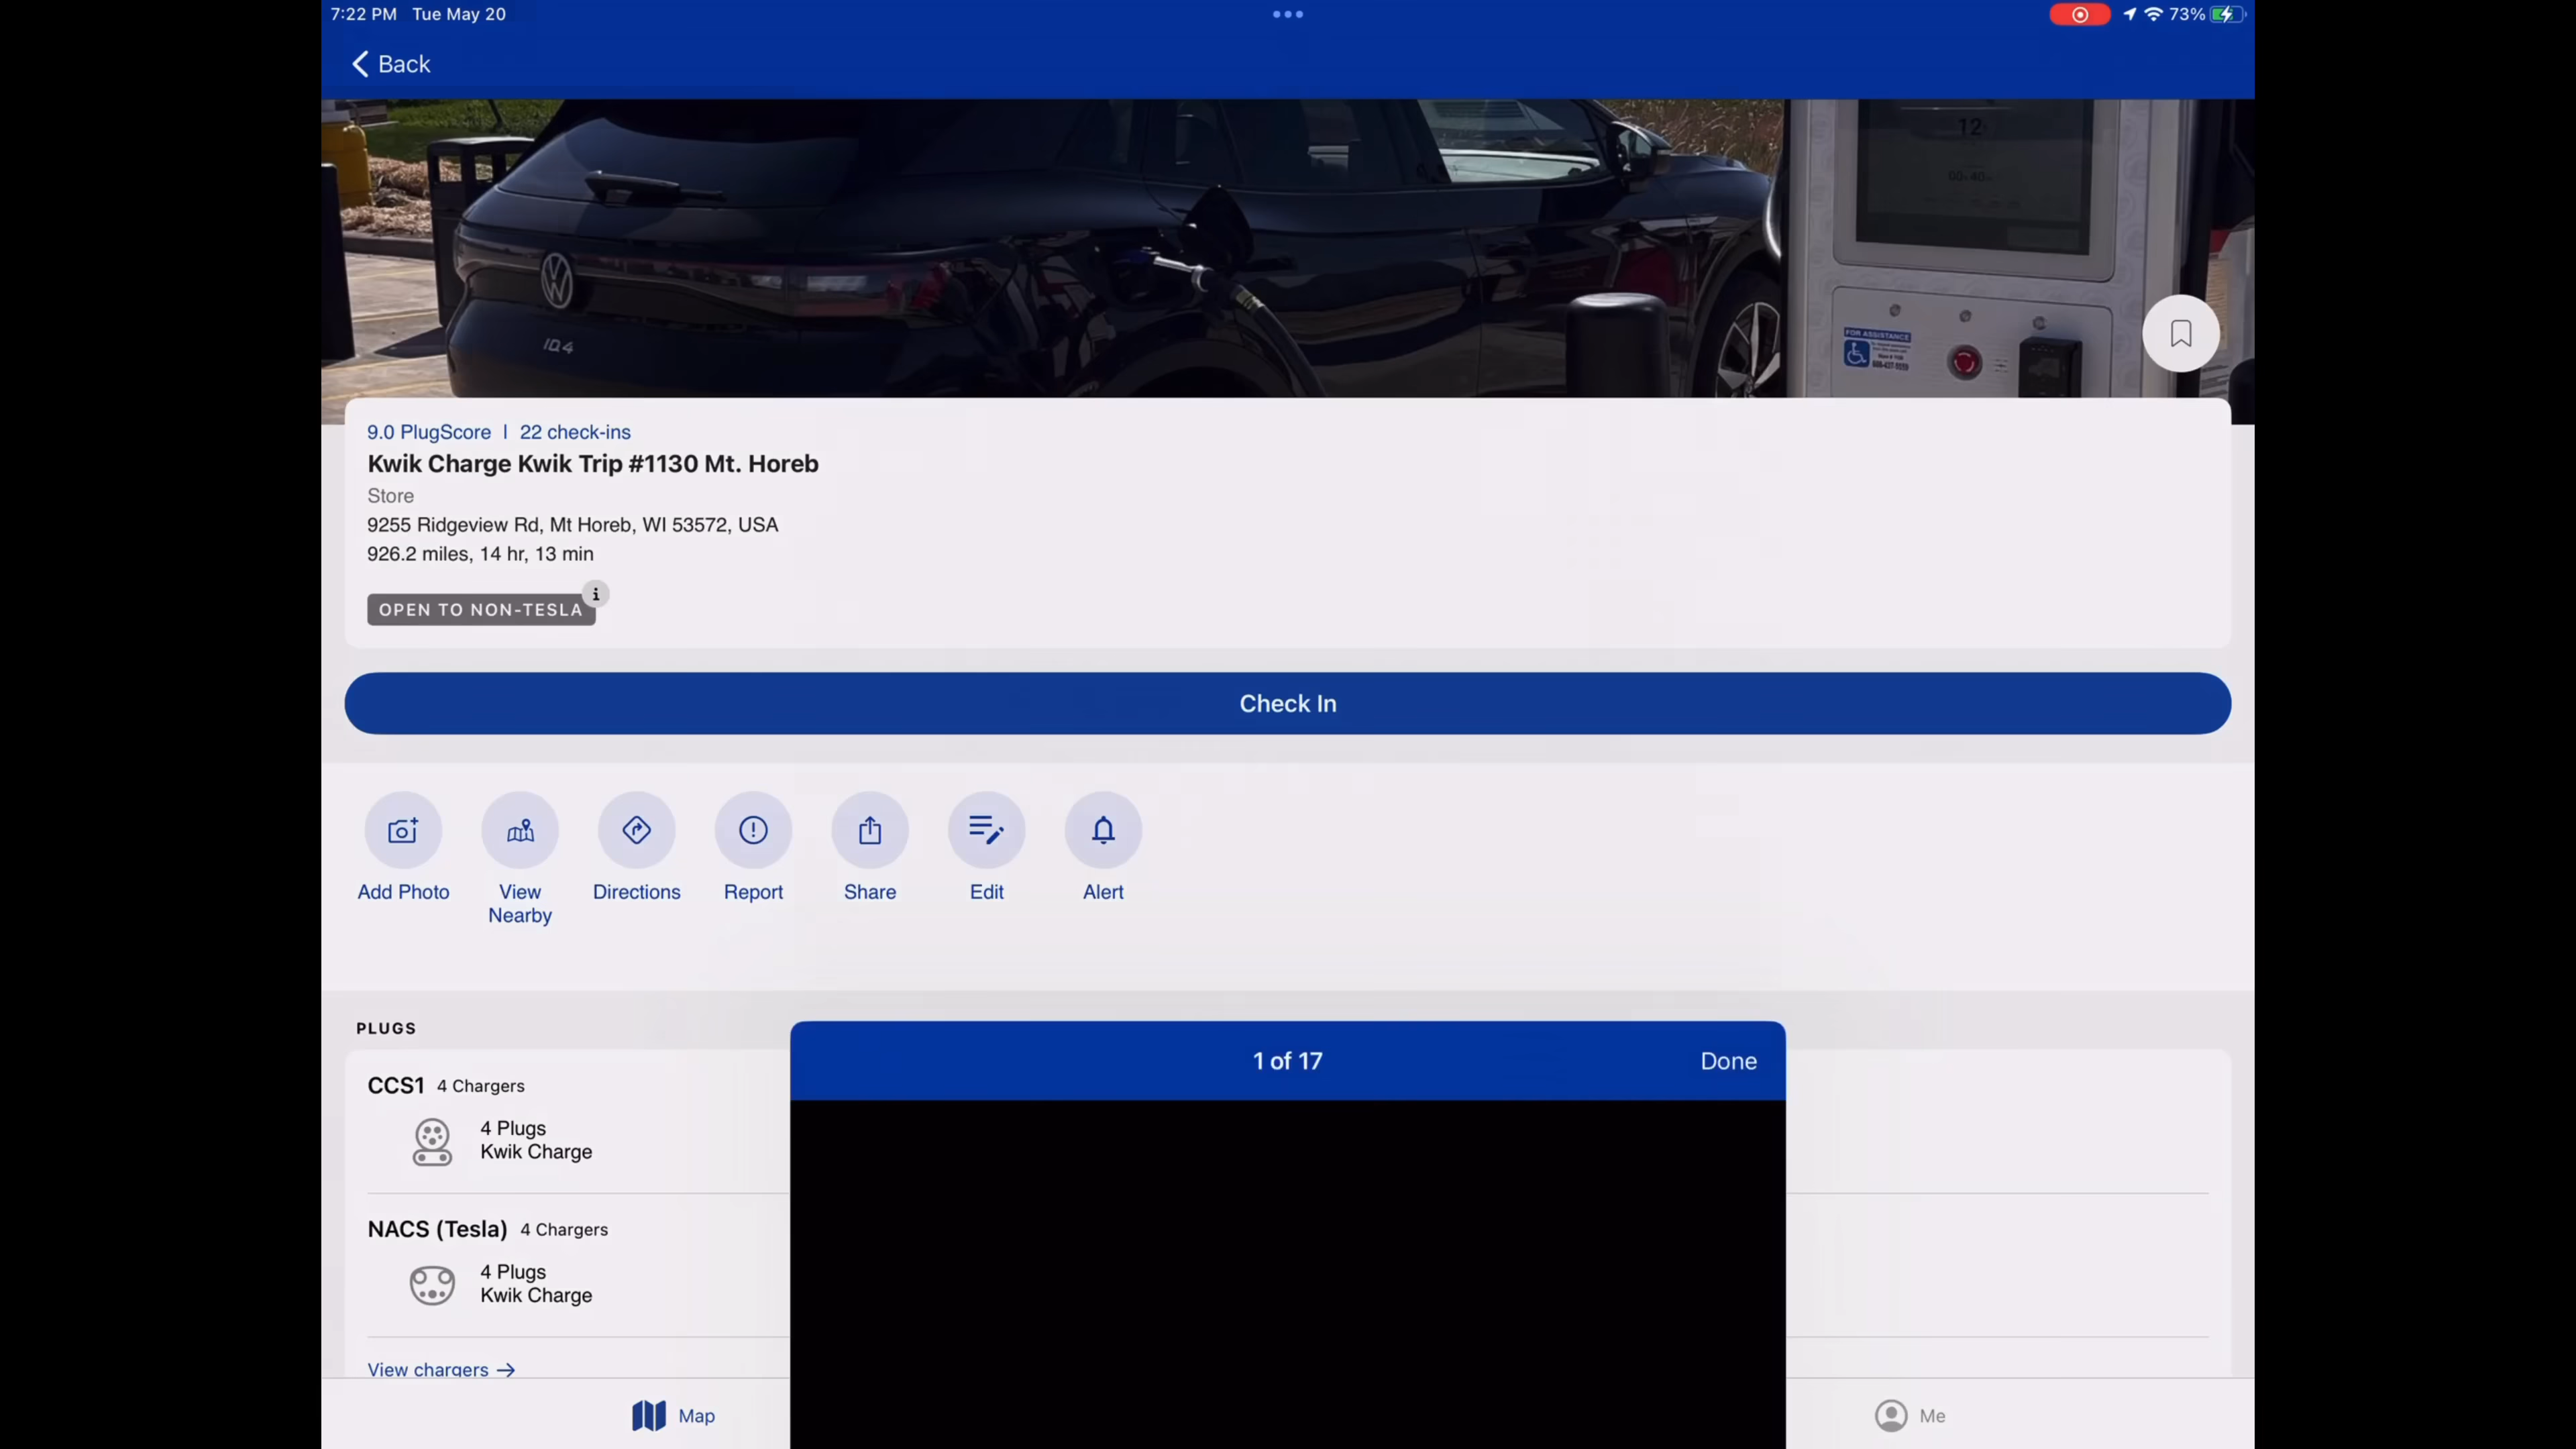 7:22 PM Tue May 20
73%
Back
12
ID.4
FOR ASSISTANCE
9.0 PlugScore | 22 check-ins
Kwik Charge Kwik Trip #1130 Mt. Horeb
Store
9255 Ridgeview Rd, Mt Horeb, WI 53572, USA
926.2 miles, 14 hr, 13 min
OPEN TO NON-TESLA
i
Check In
Add Photo
View Nearby
Directions
Report
Share
Edit
Alert
PLUGS
1 of 17
Done
CCS1 4 Chargers
4 Plugs
Kwik Charge
NACS (Tesla) 4 Chargers
4 Plugs
Kwik Charge
View chargers →
Map
Me